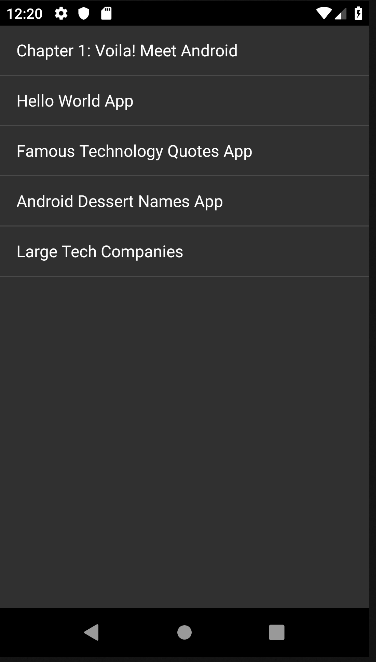 12:20
Chapter 1: Voila! Meet Android
Hello World App
Famous Technology Quotes App
Android Dessert Names App
Large Tech Companies